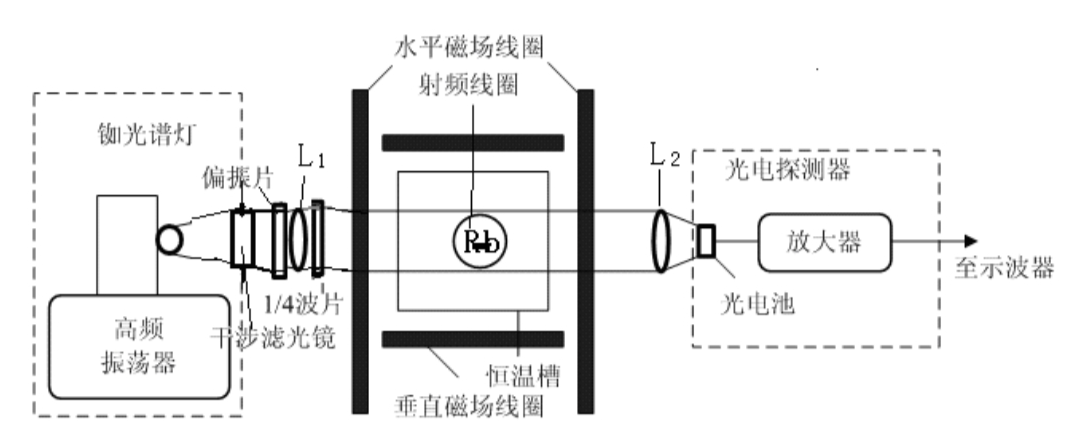 水平磁场线圈
射频线圈
铷光谱灯
L1
偏振片
L2
光电探测器
Rb
放大器
至示波器
1/4波片
光电池
干涉滤光镜
高频
振荡器
恒温槽
垂直磁场线圈